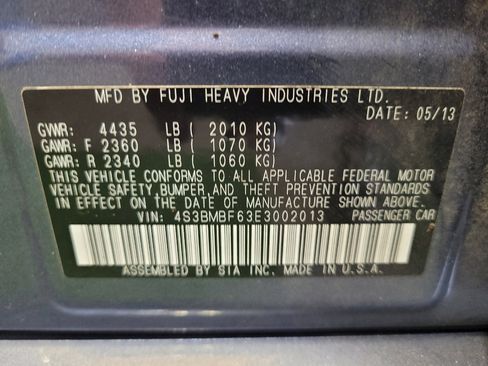 MFD BY FUJI HEAVY INDUSTRIES LTD.
DATE: 05/13
GVWR: 4435 LB ( 2010 KG)
GAWR: F 2360 LB ( 1070 KG)
GAWR: R 2340 LB ( 1060 KG)
THIS VEHICLE CONFORMS TO ALL APPLICABLE FEDERAL MOTOR
VEHICLE SAFETY, BUMPER, AND THEFT PREVENTION STANDARDS
IN EFFECT ON THE DATE OF MANUFACTURE SHOWN ABOVE.
VIN: 4S3BMBF63E3002013 PASSENGER CAR
ASSEMBLED BY SIA INC. MADE IN U.S.A.